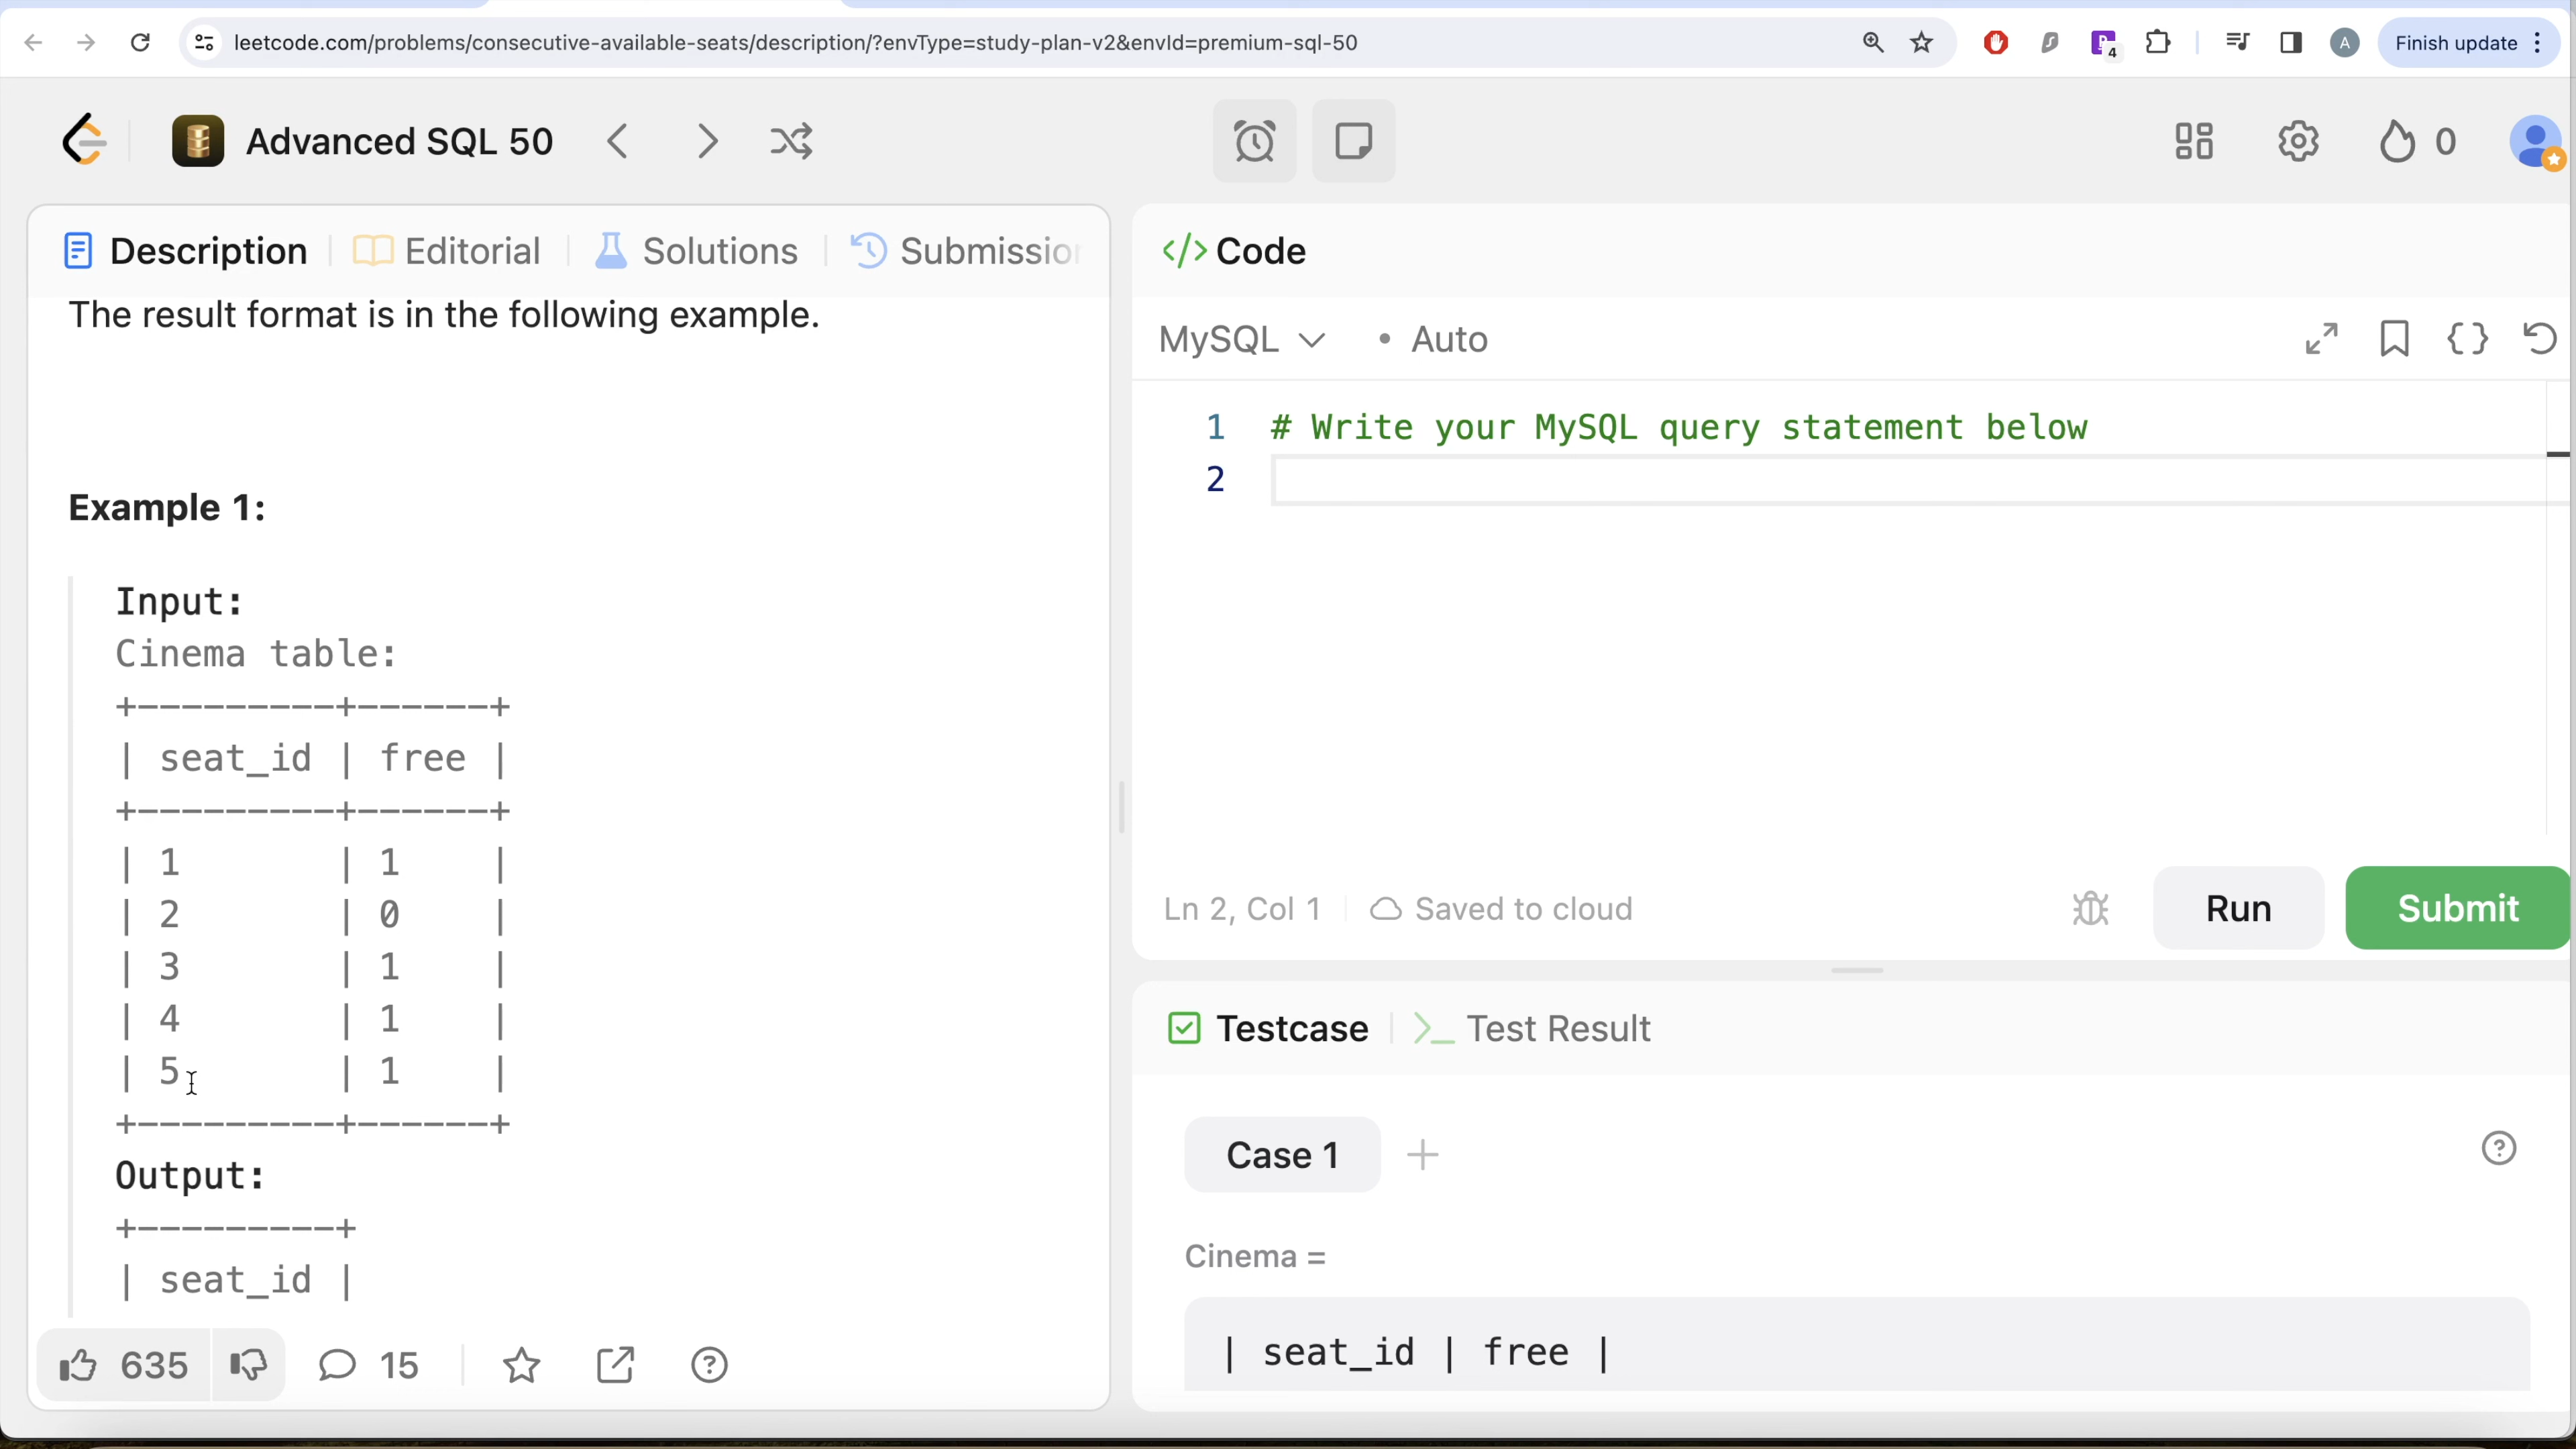 leetcode.com/problems/consecutive-available-seats/description/?envType=study-plan-v2&envId=premium-sql-50
4
A
Finish update
Advanced SQL 50
0
Description
Editorial
Solutions
Submission
The result format is in the following example.
Example 1:
Input:
Cinema table:
+---------+------+
| seat_id | free |
+---------+------+
| 1       | 1    |
| 2       | 0    |
| 3       | 1    |
| 4       | 1    |
| 5       | 1    |
+---------+------+
Output:
+---------+
| seat_id |
635
15
</> Code
MySQL
• Auto
1 # Write your MySQL query statement below
2
Ln 2, Col 1
Saved to cloud
Run
Submit
Testcase
>_ Test Result
Case 1
+
Cinema =
| seat_id | free |